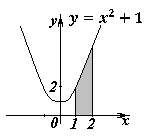 y
y = x² + 1
2
0 1 2 x